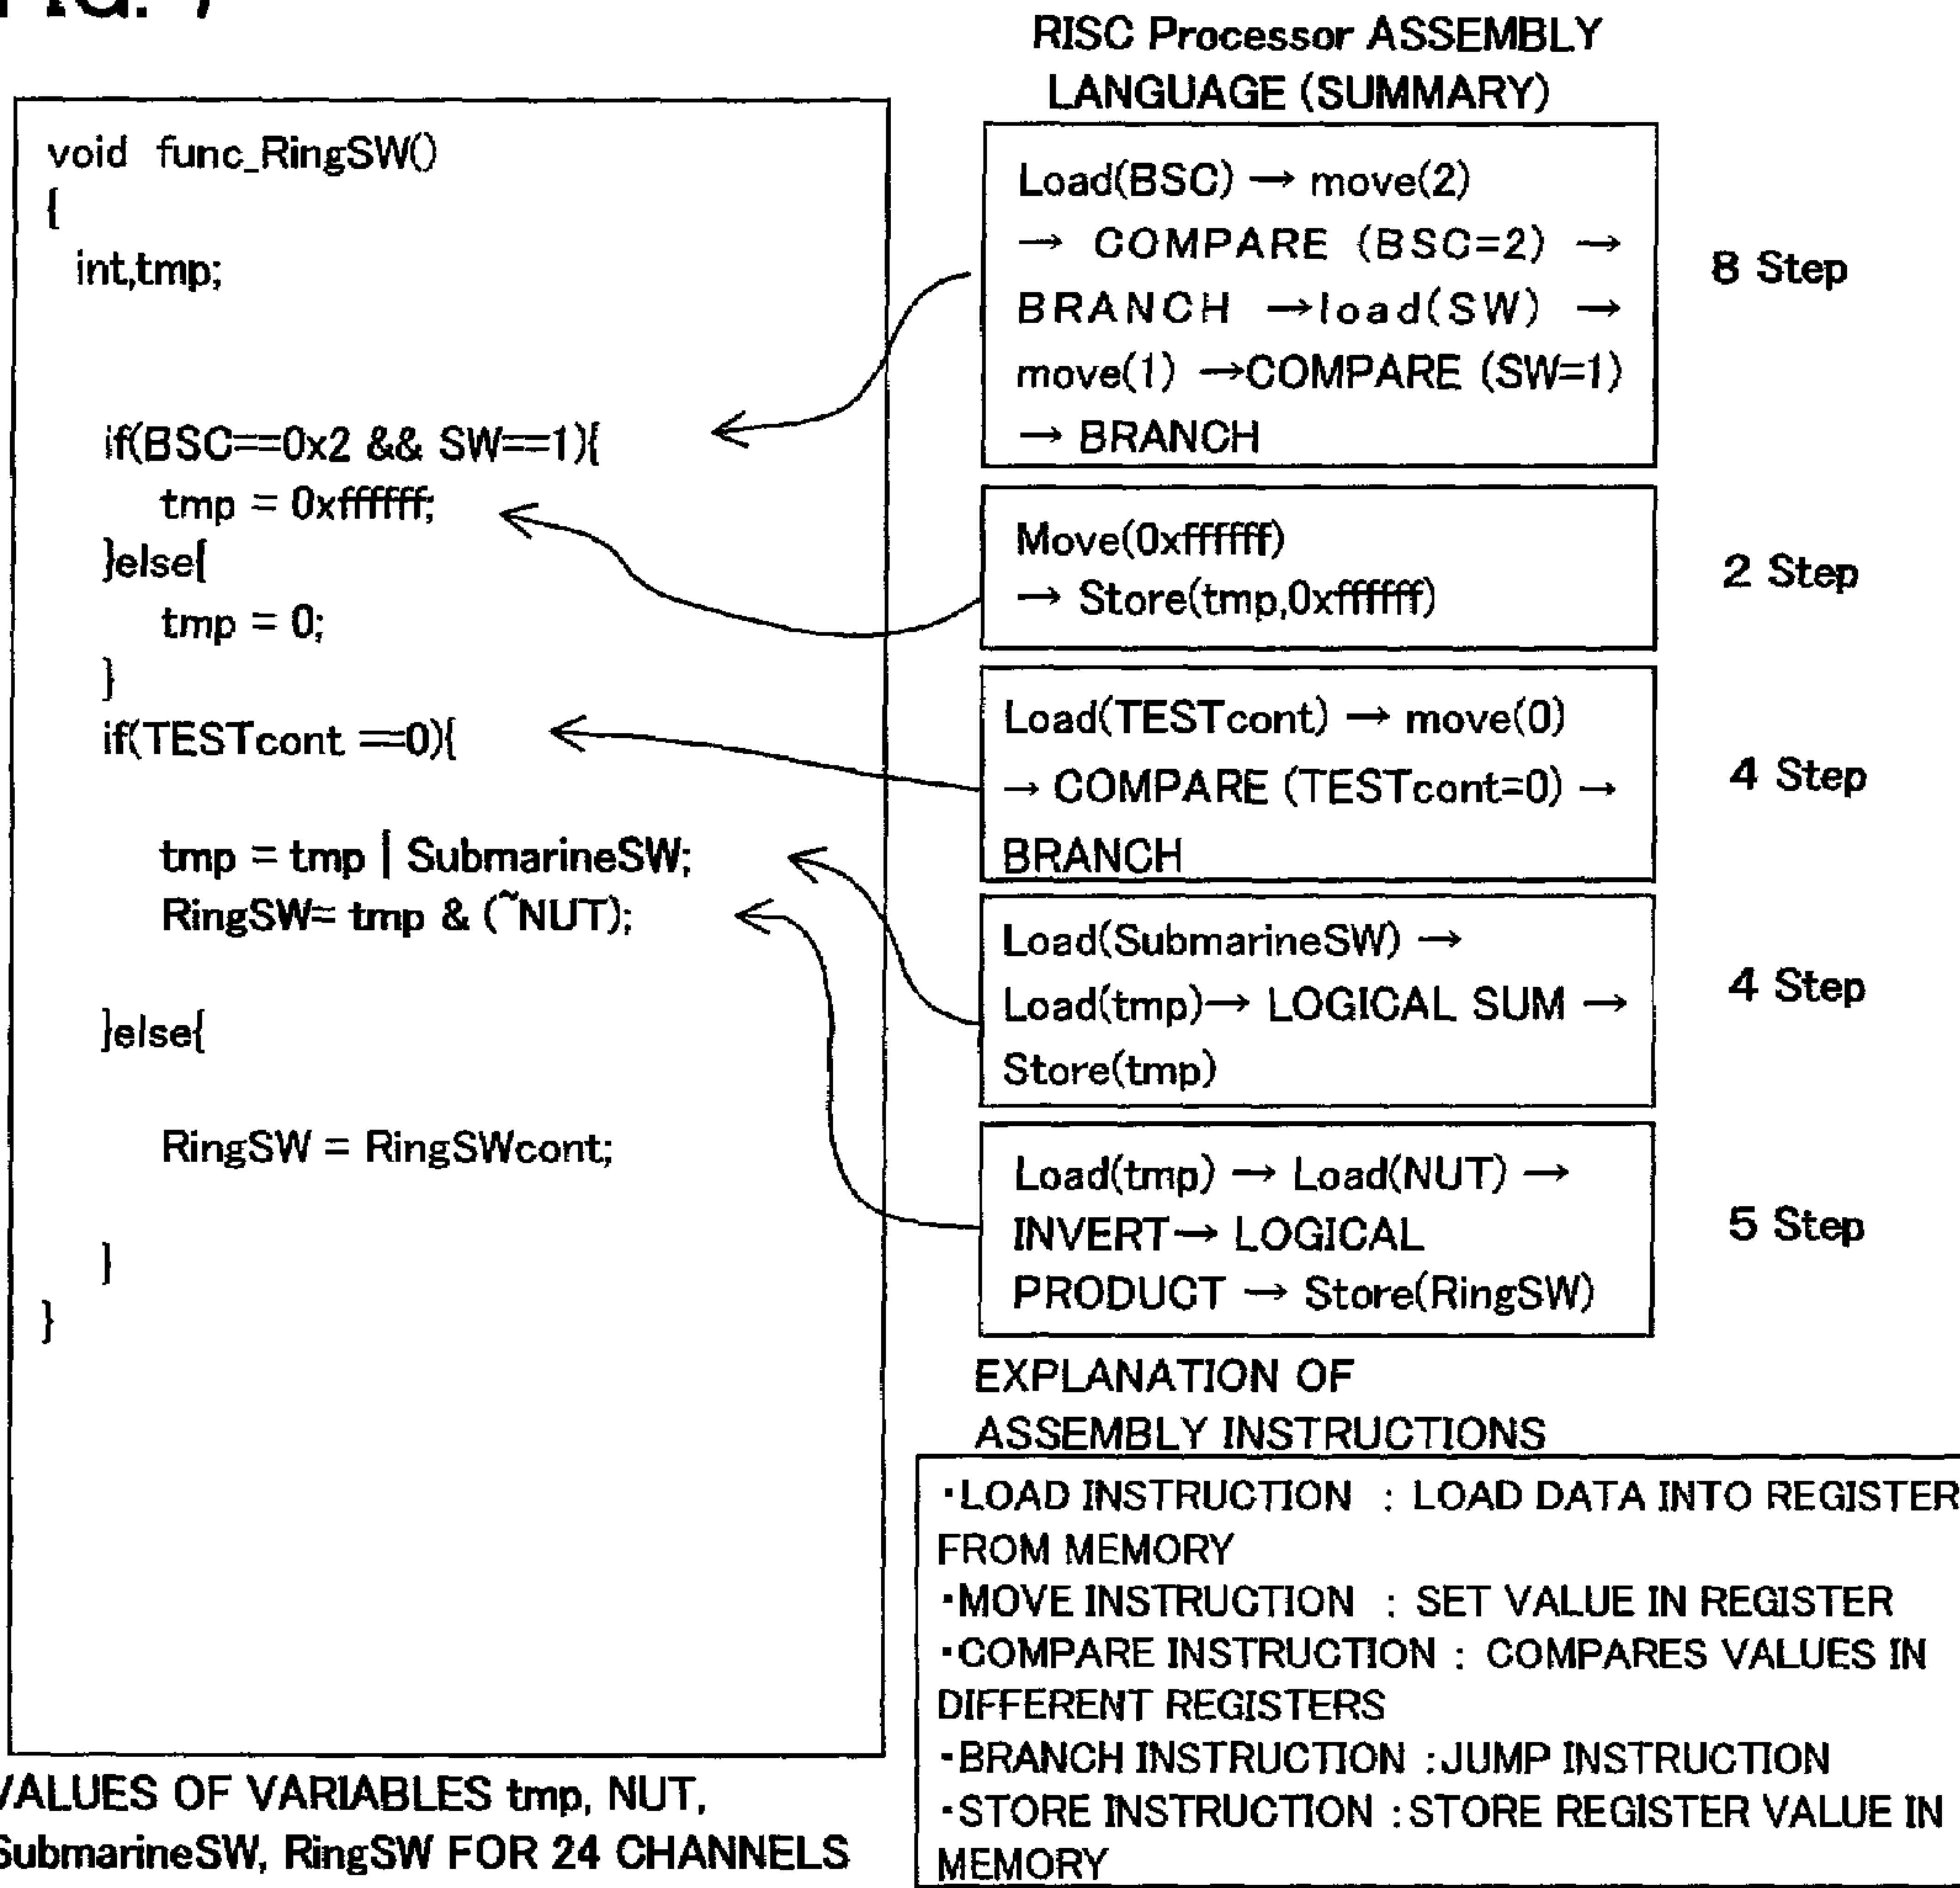 RISC Processor ASSEMBLY
LANGUAGE (SUMMARY)
void func_RingSW()
{
int,tmp;
if(BSC==0x2 && SW==1){
tmp = 0xffffff;
}else{
tmp = 0;
}
if(TESTcont ==0){
tmp = tmp | SubmarineSW;
RingSW= tmp & (~NUT);
}else{
RingSW = RingSWcont;
}
}
VALUES OF VARIABLES tmp, NUT,
SubmarineSW, RingSW FOR 24 CHANNELS
Load(BSC) → move(2)
→ COMPARE (BSC=2) →
BRANCH →load(SW) →
move(1) →COMPARE (SW=1)
→ BRANCH
8 Step
Move(0xffffff)
→ Store(tmp,0xffffff)
2 Step
Load(TESTcont) → move(0)
→ COMPARE (TESTcont=0) →
BRANCH
4 Step
Load(SubmarineSW) →
Load(tmp)→ LOGICAL SUM →
Store(tmp)
4 Step
Load(tmp) → Load(NUT) →
INVERT→ LOGICAL
PRODUCT → Store(RingSW)
5 Step
EXPLANATION OF
ASSEMBLY INSTRUCTIONS
·LOAD INSTRUCTION : LOAD DATA INTO REGISTER
FROM MEMORY
·MOVE INSTRUCTION : SET VALUE IN REGISTER
·COMPARE INSTRUCTION : COMPARES VALUES IN
DIFFERENT REGISTERS
·BRANCH INSTRUCTION :JUMP INSTRUCTION
·STORE INSTRUCTION :STORE REGISTER VALUE IN
MEMORY